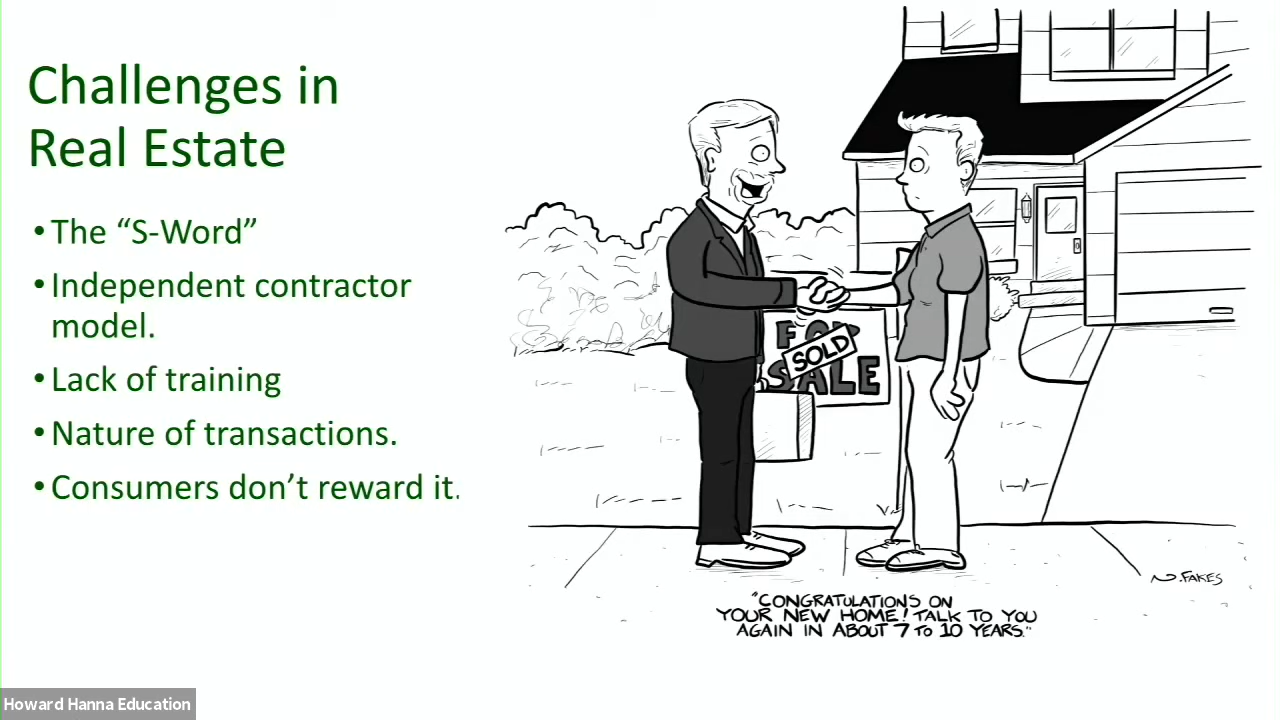 Challenges in
Real Estate
• The “S-Word”
• Independent contractor
model.
• Lack of training
• Nature of transactions.
• Consumers don’t reward it.
FOR
SOLD
SALE
N. FAKES
"CONGRATULATIONS ON
YOUR NEW HOME! TALK TO YOU
AGAIN IN ABOUT 7 TO 10 YEARS."
Howard Hanna Education